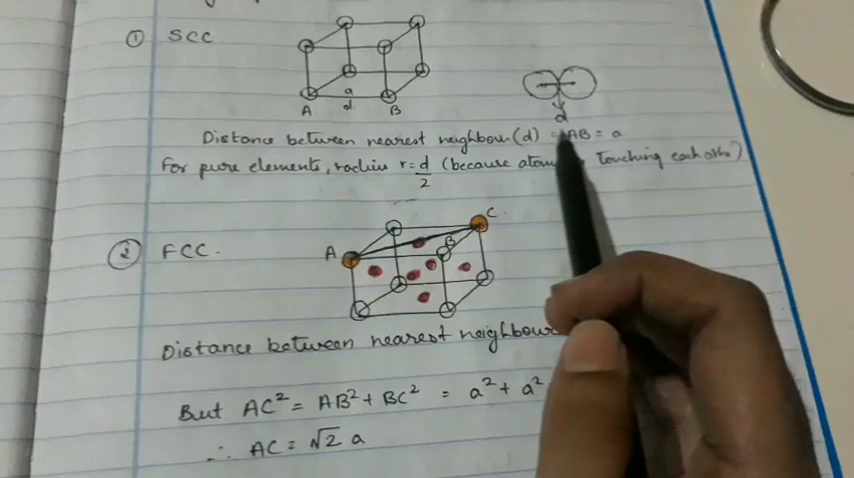 ① SCC
a
A d B
d
Distance between nearest neighbour (d) = AB = a
For pure elements, radius r = d/2 (because atom Touching each other)
② FCC.
C.
A B
Distance between nearest neighbour
But AC² = AB² + BC² = a² + a²
∴ AC = √2 a